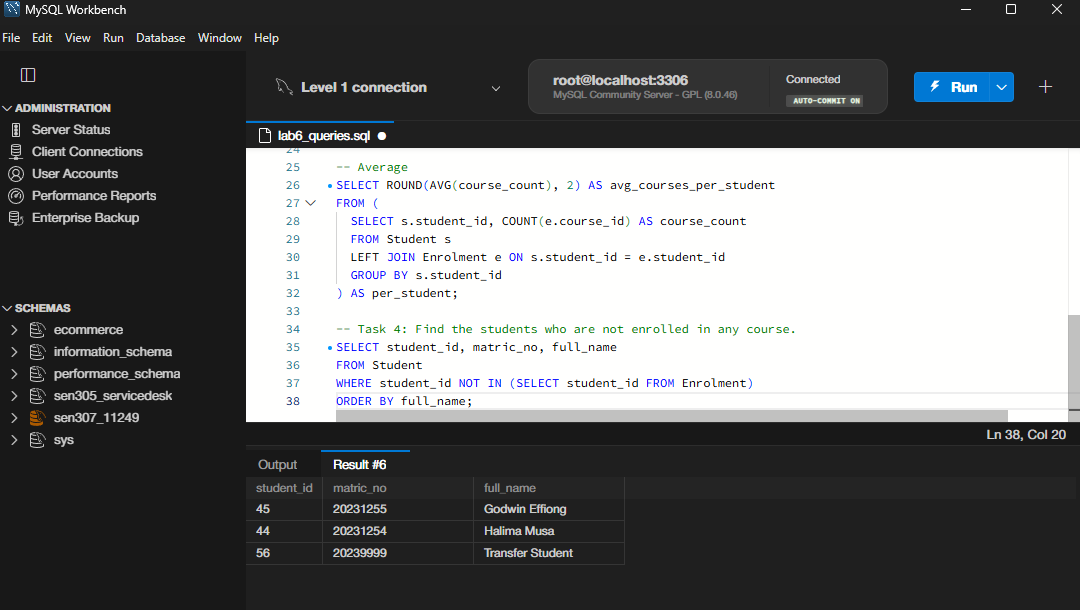 MySQL Workbench
File Edit View Run Database Window Help
Level 1 connection
root@localhost:3306
MySQL Community Server - GPL (8.0.46)
Connected
AUTO-COMMIT ON
Run
ADMINISTRATION
Server Status
Client Connections
User Accounts
Performance Reports
Enterprise Backup
SCHEMAS
ecommerce
information_schema
performance_schema
sen305_servicedesk
sen307_11249
sys
lab6_queries.sql
24
25 -- Average
26 SELECT ROUND(AVG(course_count), 2) AS avg_courses_per_student
27 FROM (
28 SELECT s.student_id, COUNT(e.course_id) AS course_count
29 FROM Student s
30 LEFT JOIN Enrolment e ON s.student_id = e.student_id
31 GROUP BY s.student_id
32 ) AS per_student;
33
34 -- Task 4: Find the students who are not enrolled in any course.
35 SELECT student_id, matric_no, full_name
36 FROM Student
37 WHERE student_id NOT IN (SELECT student_id FROM Enrolment)
38 ORDER BY full_name;
Ln 38, Col 20
Output Result #6
student_id matric_no full_name
45 20231255 Godwin Effiong
44 20231254 Halima Musa
56 20239999 Transfer Student